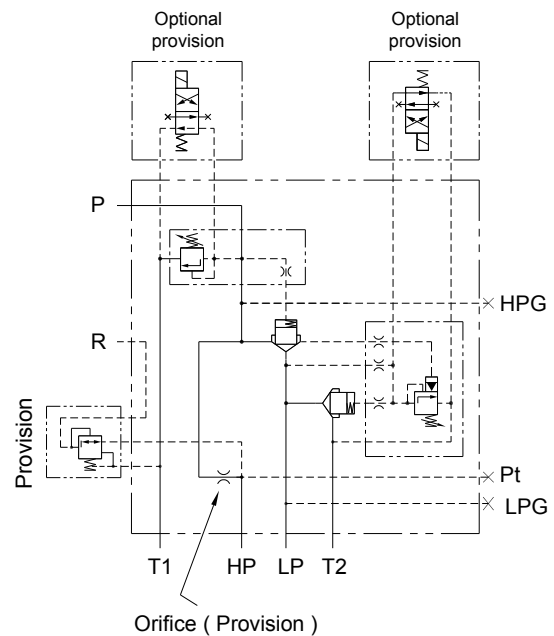 Optional
provision
Optional
provision
P
HPG
R
Provision
Pt
LPG
T1
HP
LP
T2
Orifice ( Provision )